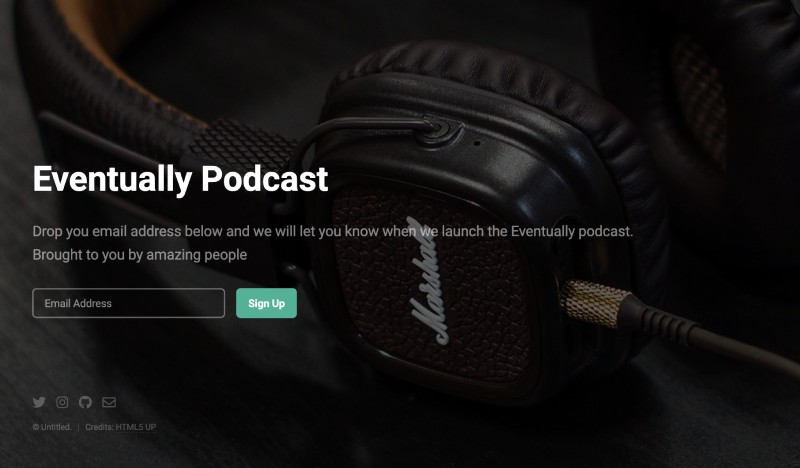 Eventually Podcast
Drop you email address below and we will let you know when we launch the Eventually podcast.
Brought to you by amazing people
Email Address
Sign Up
Marshall
© Untitled. | Credits: HTML5 UP